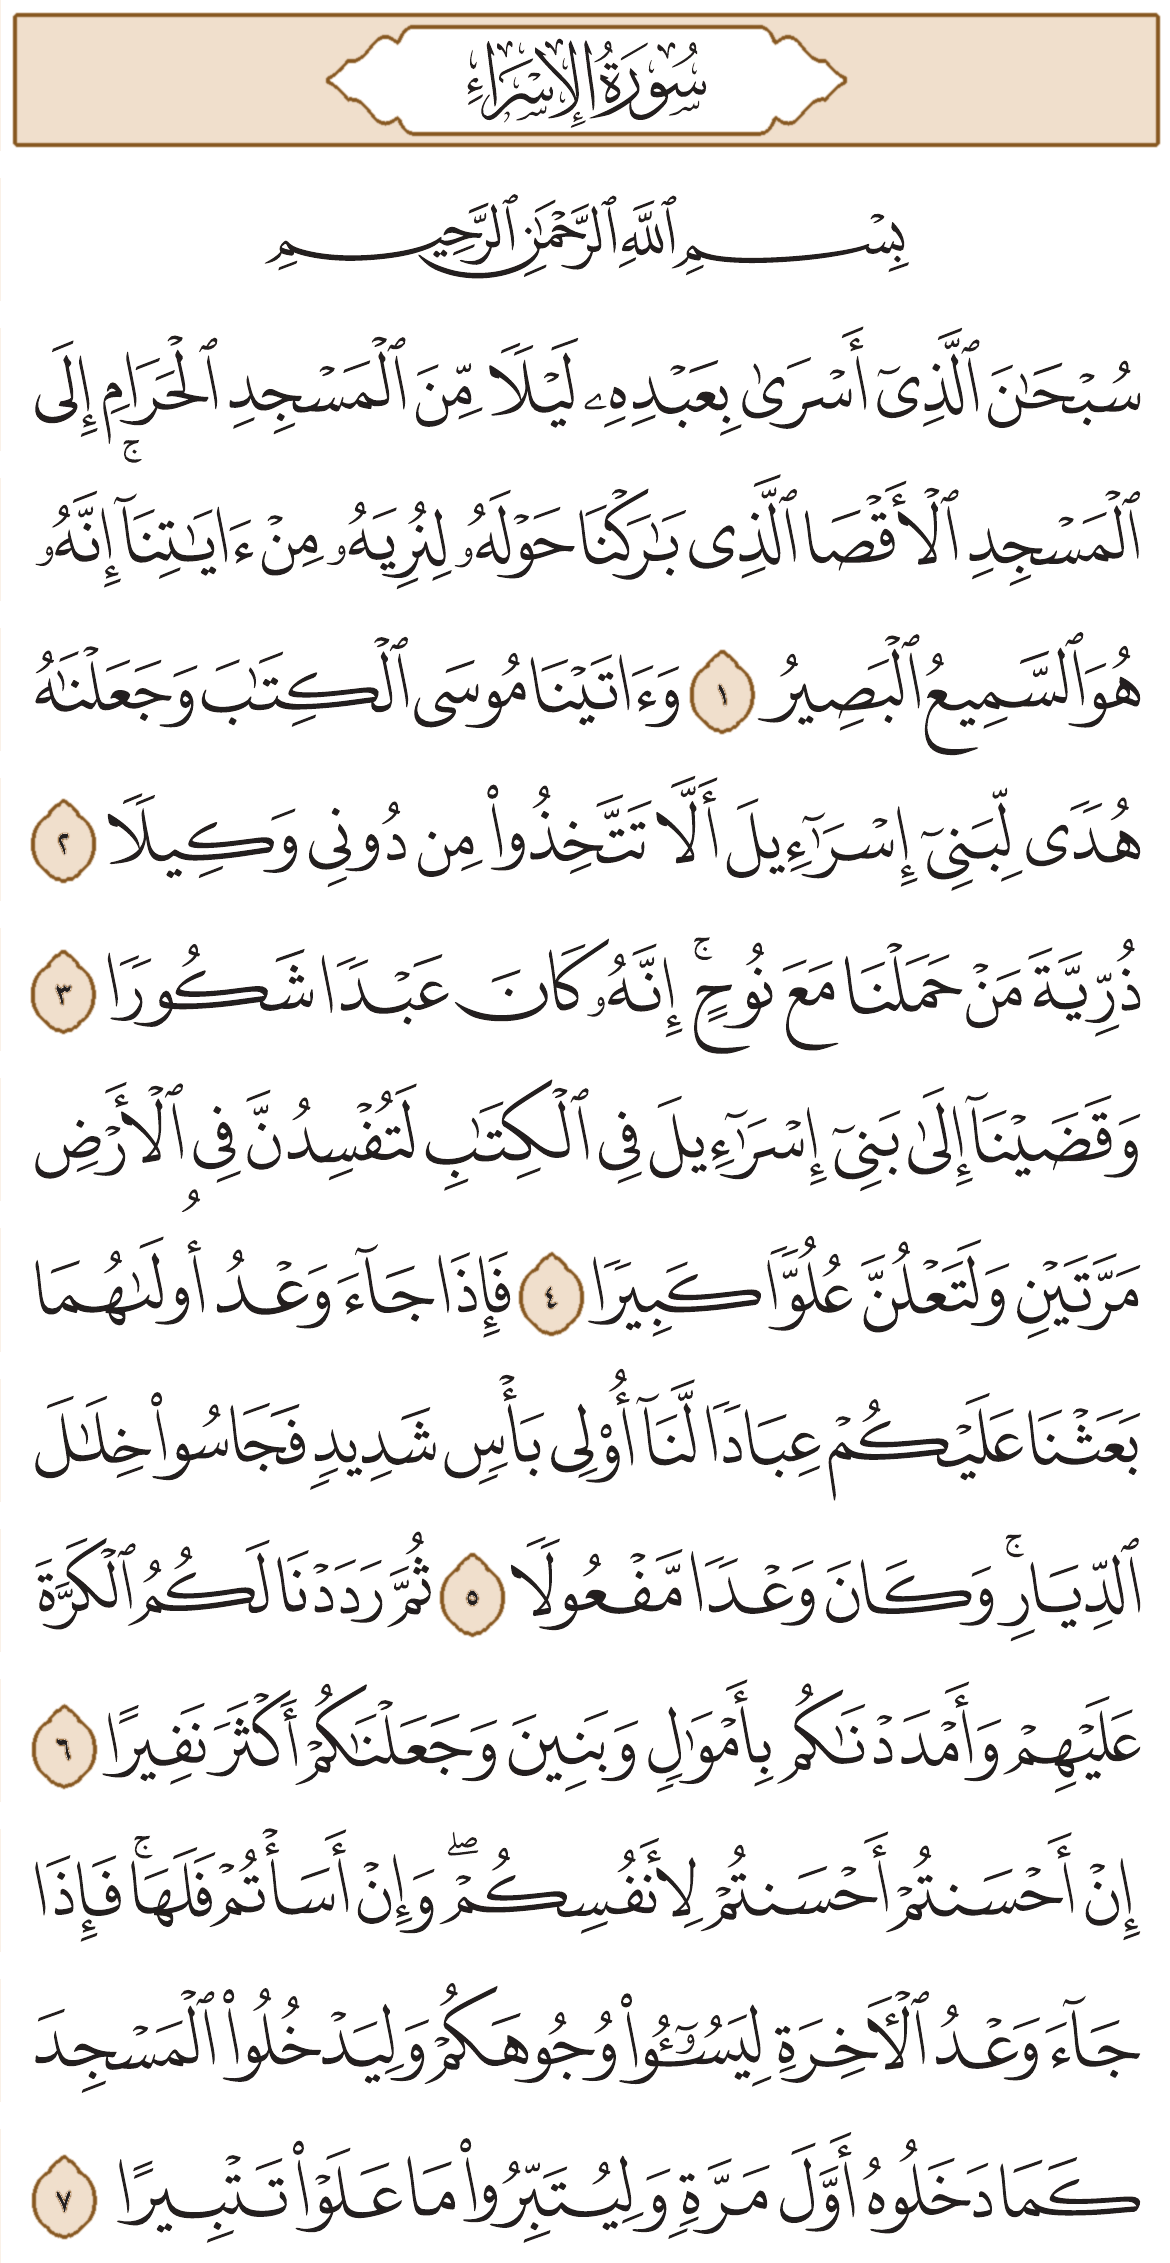 سُورَةُ الإِسْرَاءِ
بِسْمِ ٱللَّهِ ٱلرَّحْمَٰنِ ٱلرَّحِيمِ
سُبْحَٰنَ ٱلَّذِىٓ أَسْرَىٰ بِعَبْدِهِۦ لَيْلًا مِّنَ ٱلْمَسْجِدِ ٱلْحَرَامِ إِلَى
ٱلْمَسْجِدِ ٱلْأَقْصَا ٱلَّذِى بَٰرَكْنَا حَوْلَهُۥ لِنُرِيَهُۥ مِنْ ءَايَٰتِنَآ ۚ إِنَّهُۥ
هُوَ ٱلسَّمِيعُ ٱلْبَصِيرُ ١ وَءَاتَيْنَا مُوسَى ٱلْكِتَٰبَ وَجَعَلْنَٰهُ
هُدًى لِّبَنِىٓ إِسْرَٰٓءِيلَ أَلَّا تَتَّخِذُوا۟ مِن دُونِى وَكِيلًا ٢
ذُرِّيَّةَ مَنْ حَمَلْنَا مَعَ نُوحٍ ۚ إِنَّهُۥ كَانَ عَبْدًا شَكُورًا ٣
وَقَضَيْنَآ إِلَىٰ بَنِىٓ إِسْرَٰٓءِيلَ فِى ٱلْكِتَٰبِ لَتُفْسِدُنَّ فِى ٱلْأَرْضِ
مَرَّتَيْنِ وَلَتَعْلُنَّ عُلُوًّا كَبِيرًا ٤ فَإِذَا جَآءَ وَعْدُ أُولَىٰهُمَا
بَعَثْنَا عَلَيْكُمْ عِبَادًا لَّنَآ أُو۟لِى بَأْسٍ شَدِيدٍ فَجَاسُوا۟ خِلَٰلَ
ٱلدِّيَارِ ۚ وَكَانَ وَعْدًا مَّفْعُولًا ٥ ثُمَّ رَدَدْنَا لَكُمُ ٱلْكَرَّةَ
عَلَيْهِمْ وَأَمْدَدْنَٰكُم بِأَمْوَٰلٍ وَبَنِينَ وَجَعَلْنَٰكُمْ أَكْثَرَ نَفِيرًا ٦
إِنْ أَحْسَنتُمْ أَحْسَنتُمْ لِأَنفُسِكُمْ ۖ وَإِنْ أَسَأْتُمْ فَلَهَا ۚ فَإِذَا
جَآءَ وَعْدُ ٱلْءَاخِرَةِ لِيَسُـۥٓـُٔوا۟ وُجُوهَكُمْ وَلِيَدْخُلُوا۟ ٱلْمَسْجِدَ
كَمَا دَخَلُوهُ أَوَّلَ مَرَّةٍ وَلِيُتَبِّرُوا۟ مَا عَلَوْا۟ تَتْبِيرًا ٧